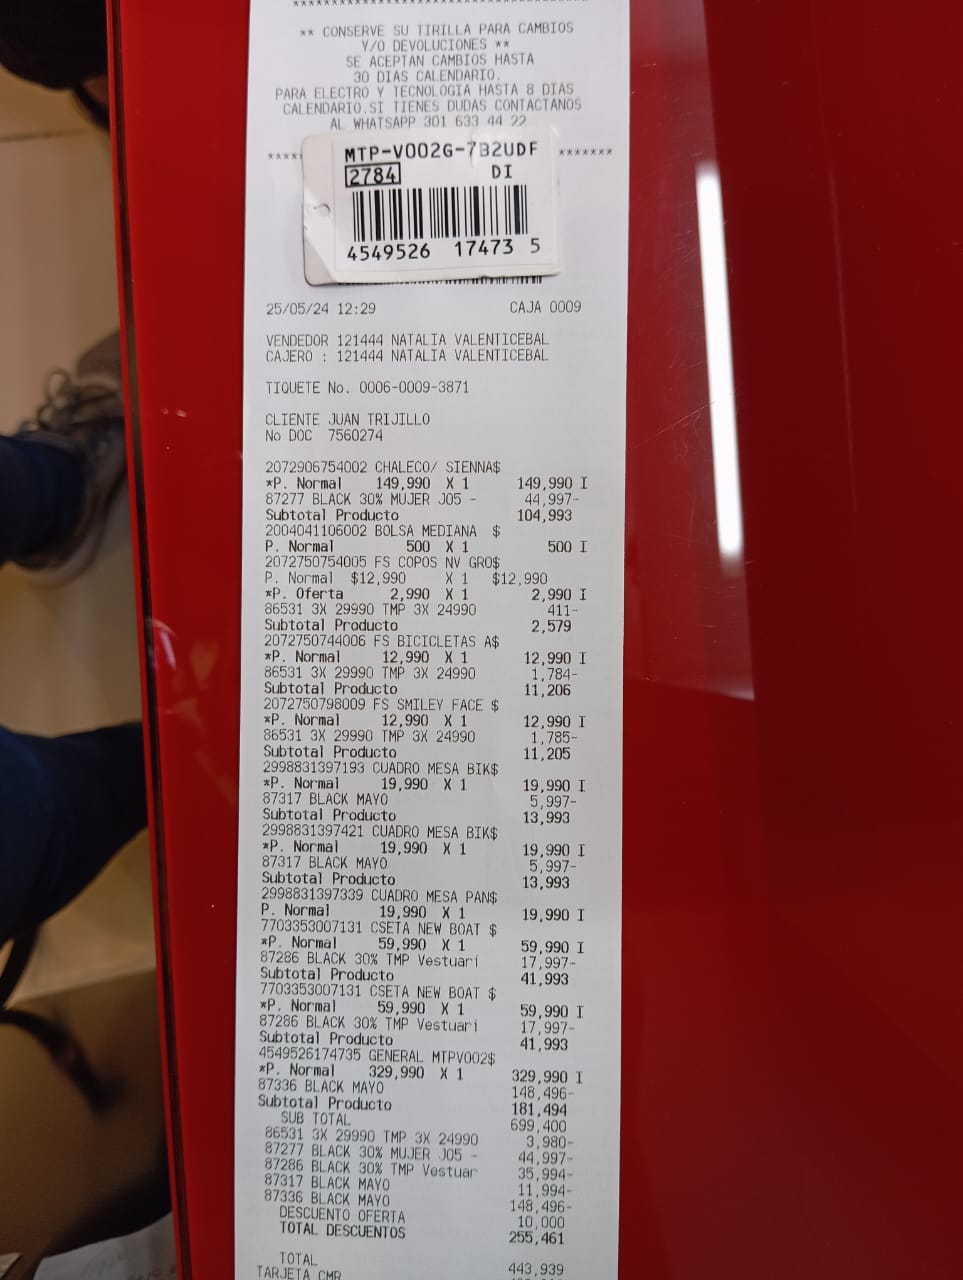 ** CONSERVE SU TIRILLA PARA CAMBIOS
Y/O DEVOLUCIONES **
SE ACEPTAN CAMBIOS HASTA
30 DIAS CALENDARIO.
PARA ELECTRO Y TECNOLOGIA HASTA 8 DIAS
CALENDARIO.SI TIENES DUDAS CONTACTANOS
AL WHATSAPP 301 633 44 22
MTP-V002G-7B2UDF
2784 DI
4549526 17473 5
25/05/24 12:29 CAJA 0009
VENDEDOR 121444 NATALIA VALENTICEBAL
CAJERO : 121444 NATALIA VALENTICEBAL
TIQUETE No. 0006-0009-3871
CLIENTE JUAN TRIJILLO
No DOC 7560274
2072906754002 CHALECO/ SIENNA$
*P. Normal 149,990 X 1 149,990 I
87277 BLACK 30% MUJER J05 - 44,997-
Subtotal Producto 104,993
2004041106002 BOLSA MEDIANA $
P. Normal 500 X 1 500 I
2072750754005 FS COPOS NV GRO$
P. Normal $12,990 X 1 $12,990
*P. Oferta 2,990 X 1 2,990 I
86531 3X 29990 TMP 3X 24990 411-
Subtotal Producto 2,579
2072750744006 FS BICICLETAS A$
*P. Normal 12,990 X 1 12,990 I
86531 3X 29990 TMP 3X 24990 1,784-
Subtotal Producto 11,206
2072750798009 FS SMILEY FACE $
*P. Normal 12,990 X 1 12,990 I
86531 3X 29990 TMP 3X 24990 1,785-
Subtotal Producto 11,205
2998831397193 CUADRO MESA BIK$
*P. Normal 19,990 X 1 19,990 I
87317 BLACK MAYO 5,997-
Subtotal Producto 13,993
2998831397421 CUADRO MESA BIK$
*P. Normal 19,990 X 1 19,990 I
87317 BLACK MAYO 5,997-
Subtotal Producto 13,993
2998831397339 CUADRO MESA PAN$
P. Normal 19,990 X 1 19,990 I
7703353007131 CSETA NEW BOAT $
*P. Normal 59,990 X 1 59,990 I
87286 BLACK 30% TMP Vestuari 17,997-
Subtotal Producto 41,993
7703353007131 CSETA NEW BOAT $
*P. Normal 59,990 X 1 59,990 I
87286 BLACK 30% TMP Vestuari 17,997-
Subtotal Producto 41,993
4549526174735 GENERAL MTPV002$
*P. Normal 329,990 X 1 329,990 I
87336 BLACK MAYO 148,496-
Subtotal Producto 181,494
SUB TOTAL 699,400
86531 3X 29990 TMP 3X 24990 3,980-
87277 BLACK 30% MUJER J05 - 44,997-
87286 BLACK 30% TMP Vestuar 35,994-
87317 BLACK MAYO 11,994-
87336 BLACK MAYO 148,496-
DESCUENTO OFERTA 10,000
TOTAL DESCUENTOS 255,461
TOTAL 443,939
TARJETA CMR